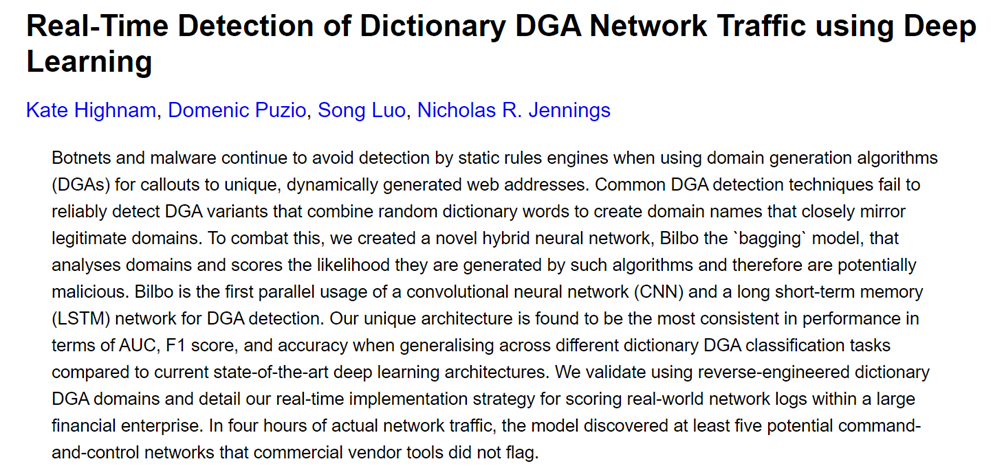 Real-Time Detection of Dictionary DGA Network Traffic using Deep
Learning
Kate Highnam, Domenic Puzio, Song Luo, Nicholas R. Jennings
Botnets and malware continue to avoid detection by static rules engines when using domain generation algorithms
(DGAs) for callouts to unique, dynamically generated web addresses. Common DGA detection techniques fail to
reliably detect DGA variants that combine random dictionary words to create domain names that closely mirror
legitimate domains. To combat this, we created a novel hybrid neural network, Bilbo the `bagging` model, that
analyses domains and scores the likelihood they are generated by such algorithms and therefore are potentially
malicious. Bilbo is the first parallel usage of a convolutional neural network (CNN) and a long short-term memory
(LSTM) network for DGA detection. Our unique architecture is found to be the most consistent in performance in
terms of AUC, F1 score, and accuracy when generalising across different dictionary DGA classification tasks
compared to current state-of-the-art deep learning architectures. We validate using reverse-engineered dictionary
DGA domains and detail our real-time implementation strategy for scoring real-world network logs within a large
financial enterprise. In four hours of actual network traffic, the model discovered at least five potential command-
and-control networks that commercial vendor tools did not flag.